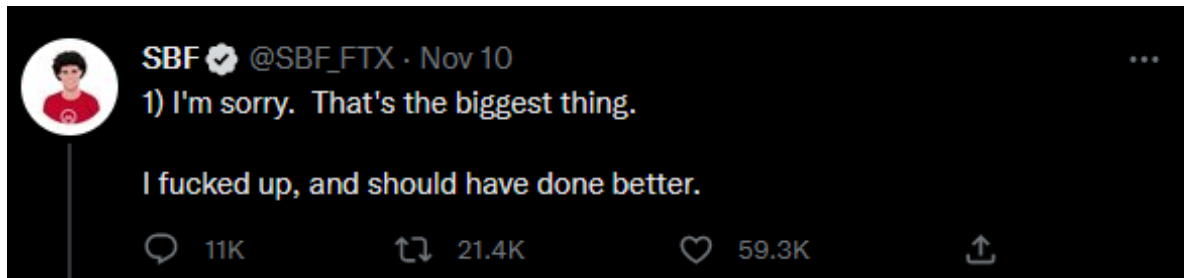 SBF @SBF_FTX · Nov 10
1) I'm sorry.  That's the biggest thing.
I fucked up, and should have done better.
11K 21.4K 59.3K